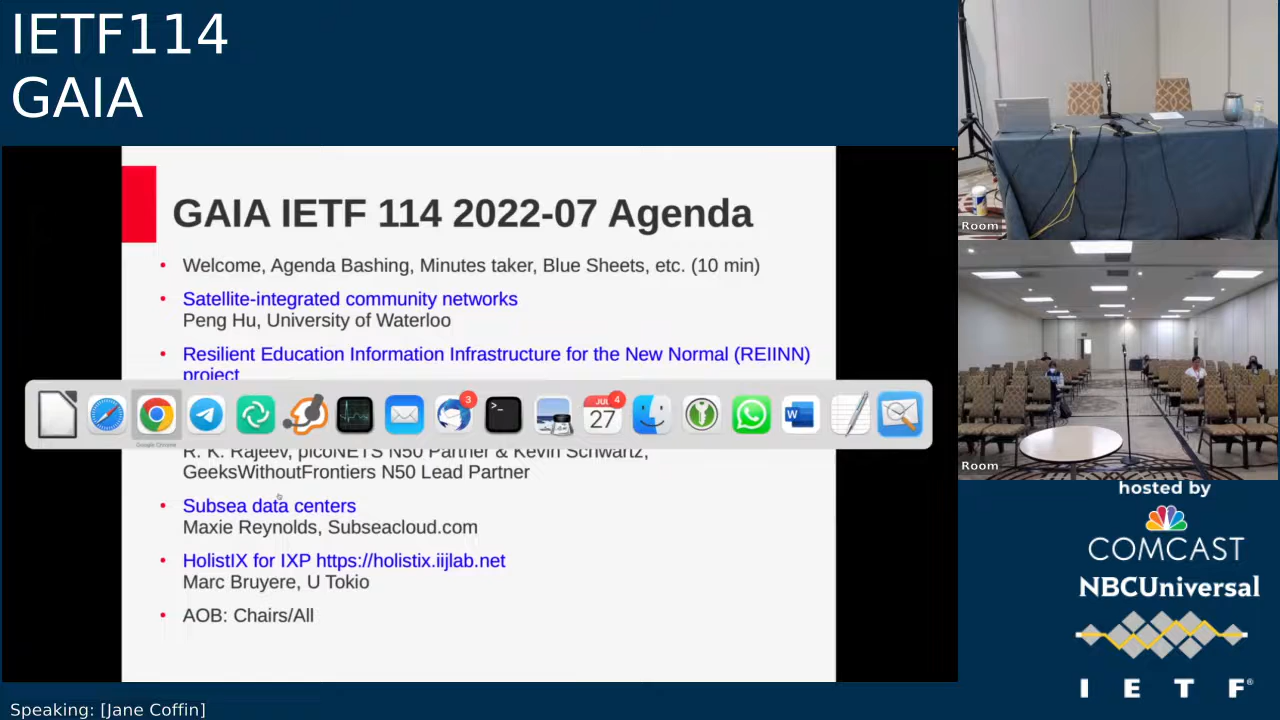 IETF114
GAIA
GAIA IETF 114 2022-07 Agenda
• Welcome, Agenda Bashing, Minutes taker, Blue Sheets, etc. (10 min)
• Satellite-integrated community networks
Peng Hu, University of Waterloo
• Resilient Education Information Infrastructure for the New Normal (REIINN)
project
3
JUL
4
27
W
Google Chrome
R. K. Rajeev, picoNETS N50 Partner & Kevin Schwartz,
GeeksWithoutFrontiers N50 Lead Partner
• Subsea data centers
Maxie Reynolds, Subseacloud.com
• HolistIX for IXP https://holistix.iijlab.net
Marc Bruyere, U Tokio
• AOB: Chairs/All
Room
Room
hosted by
COMCAST
NBCUniversal
I E T F®
Speaking: [Jane Coffin]